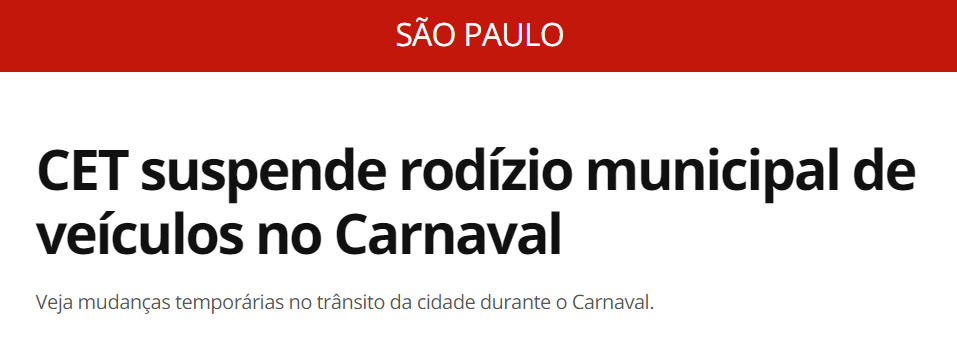 SÃO PAULO
CET suspende rodízio municipal de
veículos no Carnaval
Veja mudanças temporárias no trânsito da cidade durante o Carnaval.